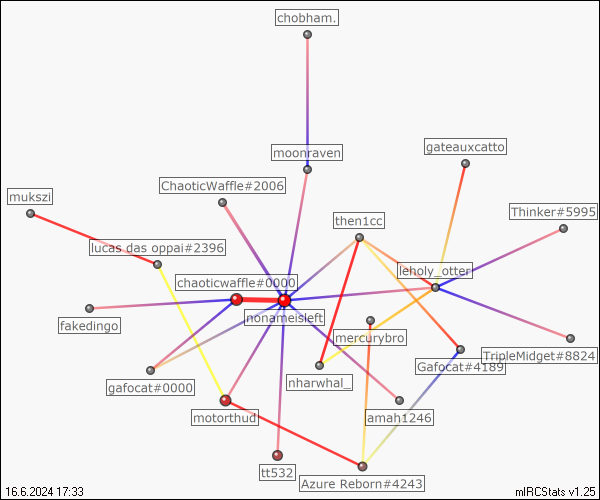 chobham.
gateauxcatto
moonraven
ChaoticWaffle#2006
mukszi
Thinker#5995
then1cc
lucas das oppai#2396
leholy_otter
chaoticwaffle#0000
nonameisleft
fakedingo
mercurybro
TripleMidget#8824
Gafocat#4189
gafocat#0000
nharwhal_
motorthud
amah1246
tt532
Azure Reborn#4243
16.6.2024 17:33
mIRCStats v1.25